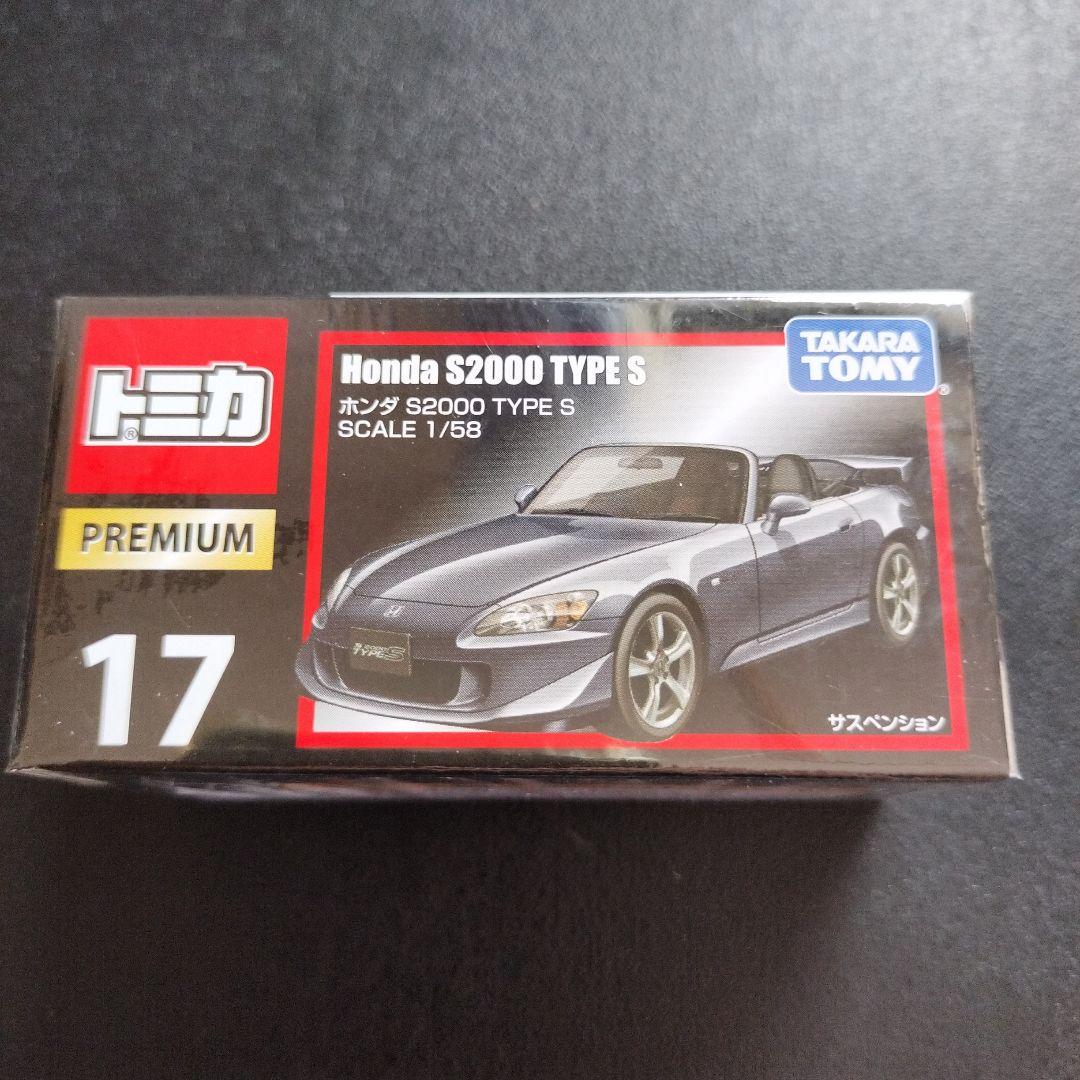 トミカ
®
PREMIUM
17
Honda S2000 TYPE S
ホンダ S2000 TYPE S
SCALE 1/58
TAKARA
TOMY
®
TYPE S
サスペンション